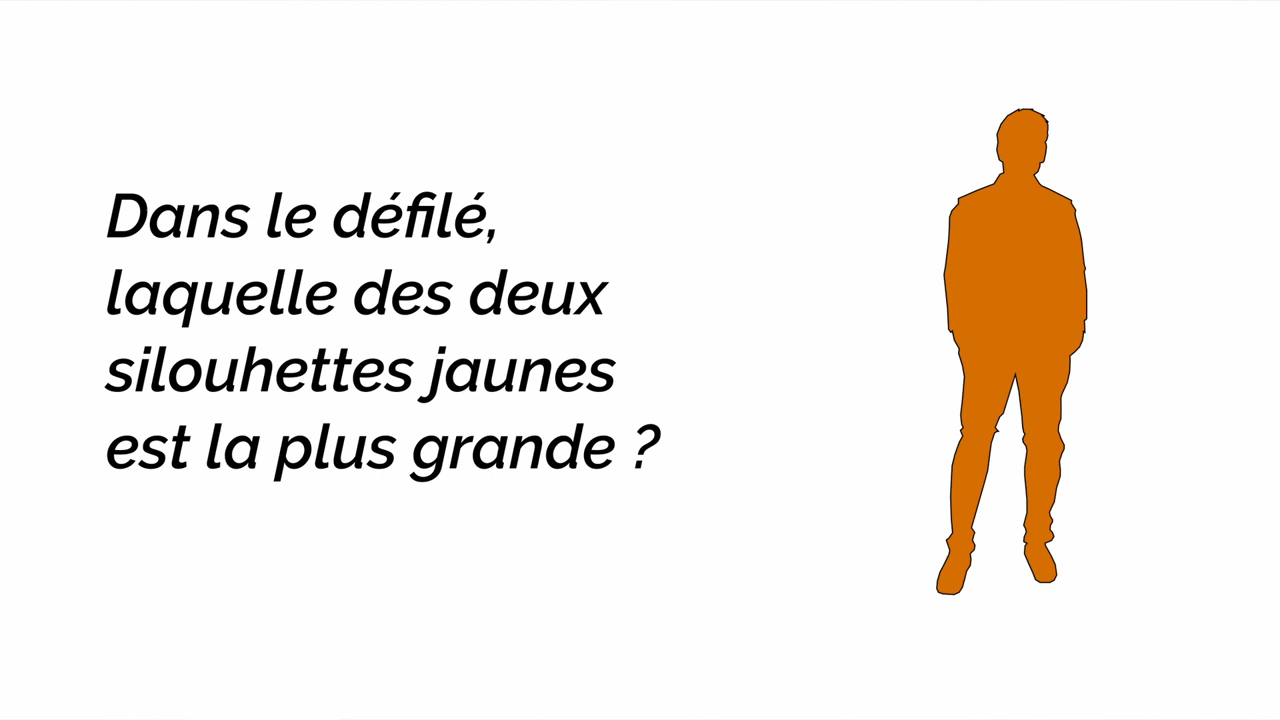 Dans le défilé,
laquelle des deux
silouhettes jaunes
est la plus grande ?